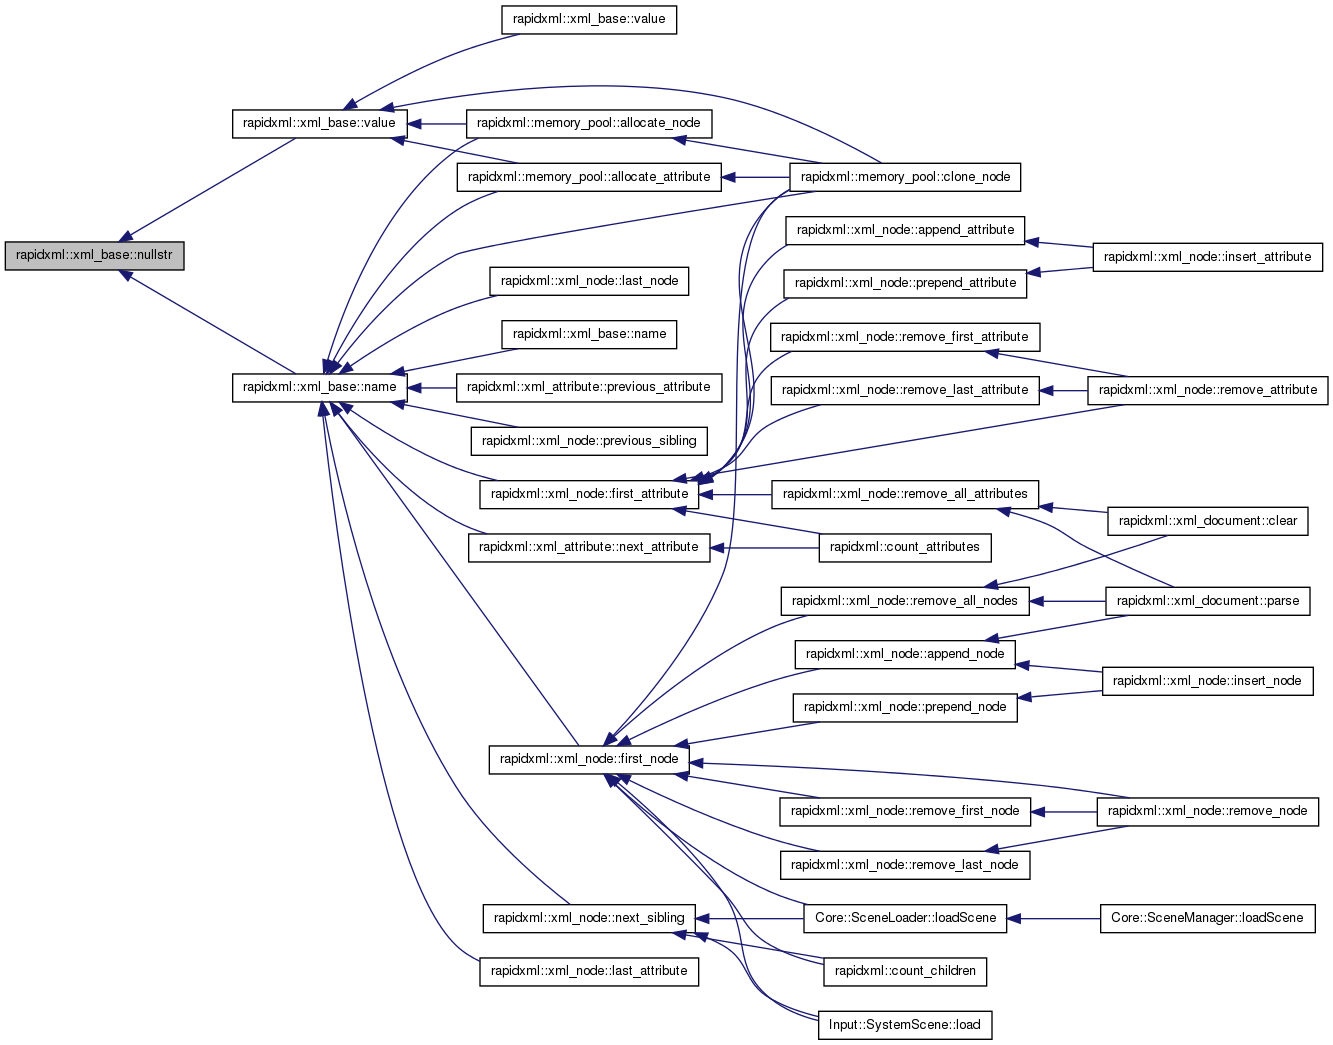 rapidxml::xml_base::value
rapidxml::xml_base::value
rapidxml::memory_pool::allocate_node
rapidxml::memory_pool::allocate_attribute
rapidxml::memory_pool::clone_node
rapidxml::xml_node::append_attribute
rapidxml::xml_base::nullstr
rapidxml::xml_node::insert_attribute
rapidxml::xml_node::last_node
rapidxml::xml_node::prepend_attribute
rapidxml::xml_base::name
rapidxml::xml_node::remove_first_attribute
rapidxml::xml_base::name
rapidxml::xml_attribute::previous_attribute
rapidxml::xml_node::remove_last_attribute
rapidxml::xml_node::remove_attribute
rapidxml::xml_node::previous_sibling
rapidxml::xml_node::first_attribute
rapidxml::xml_node::remove_all_attributes
rapidxml::xml_document::clear
rapidxml::xml_attribute::next_attribute
rapidxml::count_attributes
rapidxml::xml_node::remove_all_nodes
rapidxml::xml_document::parse
rapidxml::xml_node::append_node
rapidxml::xml_node::insert_node
rapidxml::xml_node::prepend_node
rapidxml::xml_node::first_node
rapidxml::xml_node::remove_first_node
rapidxml::xml_node::remove_node
rapidxml::xml_node::remove_last_node
rapidxml::xml_node::next_sibling
Core::SceneLoader::loadScene
Core::SceneManager::loadScene
rapidxml::xml_node::last_attribute
rapidxml::count_children
Input::SystemScene::load